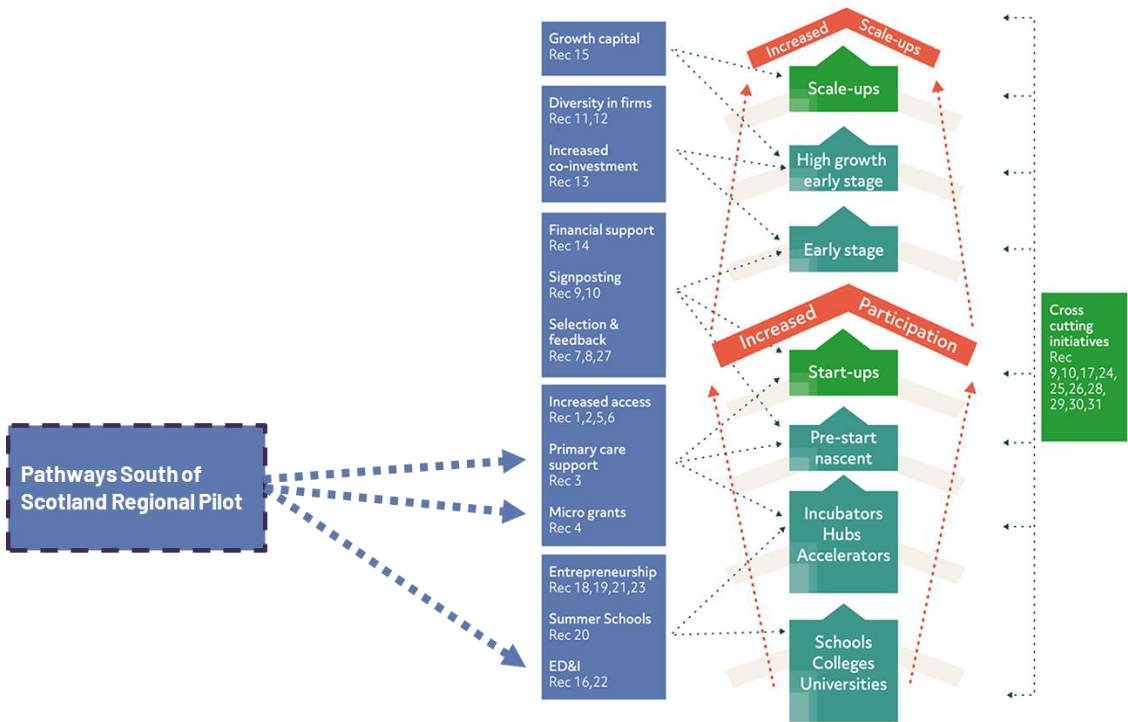 Growth capital
Rec 15
Diversity in firms
Rec 11,12
Increased
co-investment
Rec 13
Financial support
Rec 14
Signposting
Rec 9,10
Selection &
feedback
Rec 7,8,27
Increased access
Rec 1,2,5,6
Primary care
support
Rec 3
Micro grants
Rec 4
Entrepreneurship
Rec 18,19,21,23
Summer Schools
Rec 20
ED&I
Rec 16,22
Pathways South of
Scotland Regional Pilot
Increased Scale-ups
Scale-ups
High growth
early stage
Early stage
Increased Participation
Start-ups
Pre-start
nascent
Incubators
Hubs
Accelerators
Schools
Colleges
Universities
Cross
cutting
initiatives
Rec
9,10,17,24,
25,26,28,
29,30,31